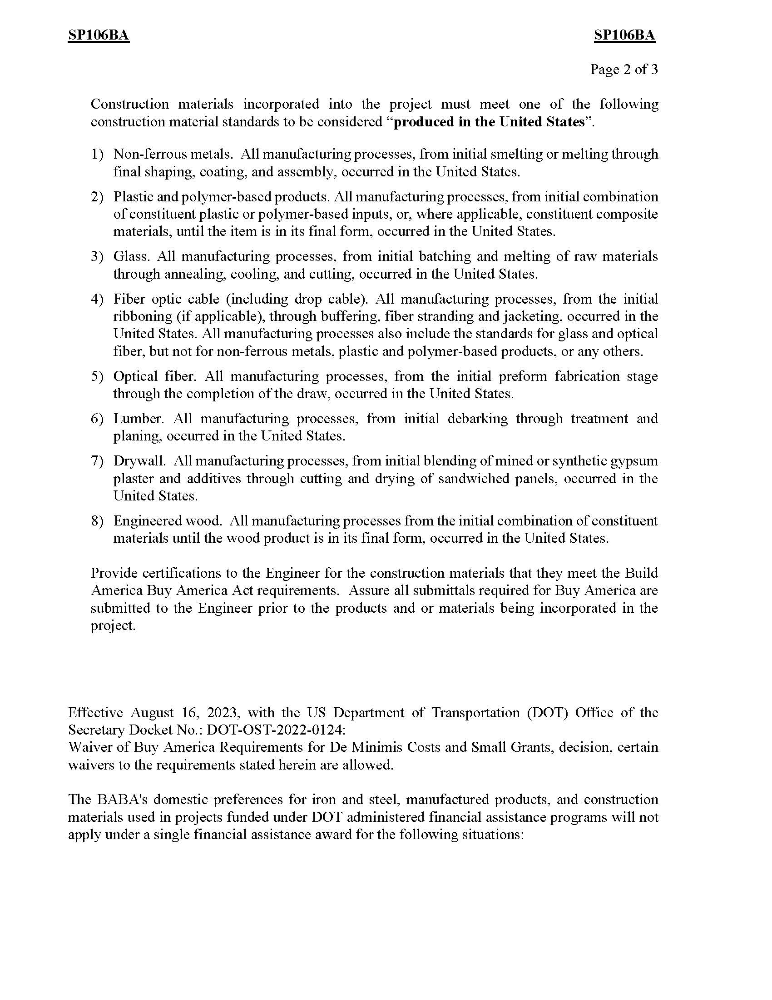 SP106BA SP106BA
Page 2 of 3
Construction materials incorporated into the project must meet one of the following
construction material standards to be considered “produced in the United States”.
1) Non-ferrous metals. All manufacturing processes, from initial smelting or melting through
final shaping, coating, and assembly, occurred in the United States.
2) Plastic and polymer-based products. All manufacturing processes, from initial combination
of constituent plastic or polymer-based inputs, or, where applicable, constituent composite
materials, until the item is in its final form, occurred in the United States.
3) Glass. All manufacturing processes, from initial batching and melting of raw materials
through annealing, cooling, and cutting, occurred in the United States.
4) Fiber optic cable (including drop cable). All manufacturing processes, from the initial
ribboning (if applicable), through buffering, fiber stranding and jacketing, occurred in the
United States. All manufacturing processes also include the standards for glass and optical
fiber, but not for non-ferrous metals, plastic and polymer-based products, or any others.
5) Optical fiber. All manufacturing processes, from the initial preform fabrication stage
through the completion of the draw, occurred in the United States.
6) Lumber. All manufacturing processes, from initial debarking through treatment and
planing, occurred in the United States.
7) Drywall. All manufacturing processes, from initial blending of mined or synthetic gypsum
plaster and additives through cutting and drying of sandwiched panels, occurred in the
United States.
8) Engineered wood. All manufacturing processes from the initial combination of constituent
materials until the wood product is in its final form, occurred in the United States.
Provide certifications to the Engineer for the construction materials that they meet the Build
America Buy America Act requirements. Assure all submittals required for Buy America are
submitted to the Engineer prior to the products and or materials being incorporated in the
project.
Effective August 16, 2023, with the US Department of Transportation (DOT) Office of the
Secretary Docket No.: DOT-OST-2022-0124:
Waiver of Buy America Requirements for De Minimis Costs and Small Grants, decision, certain
waivers to the requirements stated herein are allowed.
The BABA's domestic preferences for iron and steel, manufactured products, and construction
materials used in projects funded under DOT administered financial assistance programs will not
apply under a single financial assistance award for the following situations: